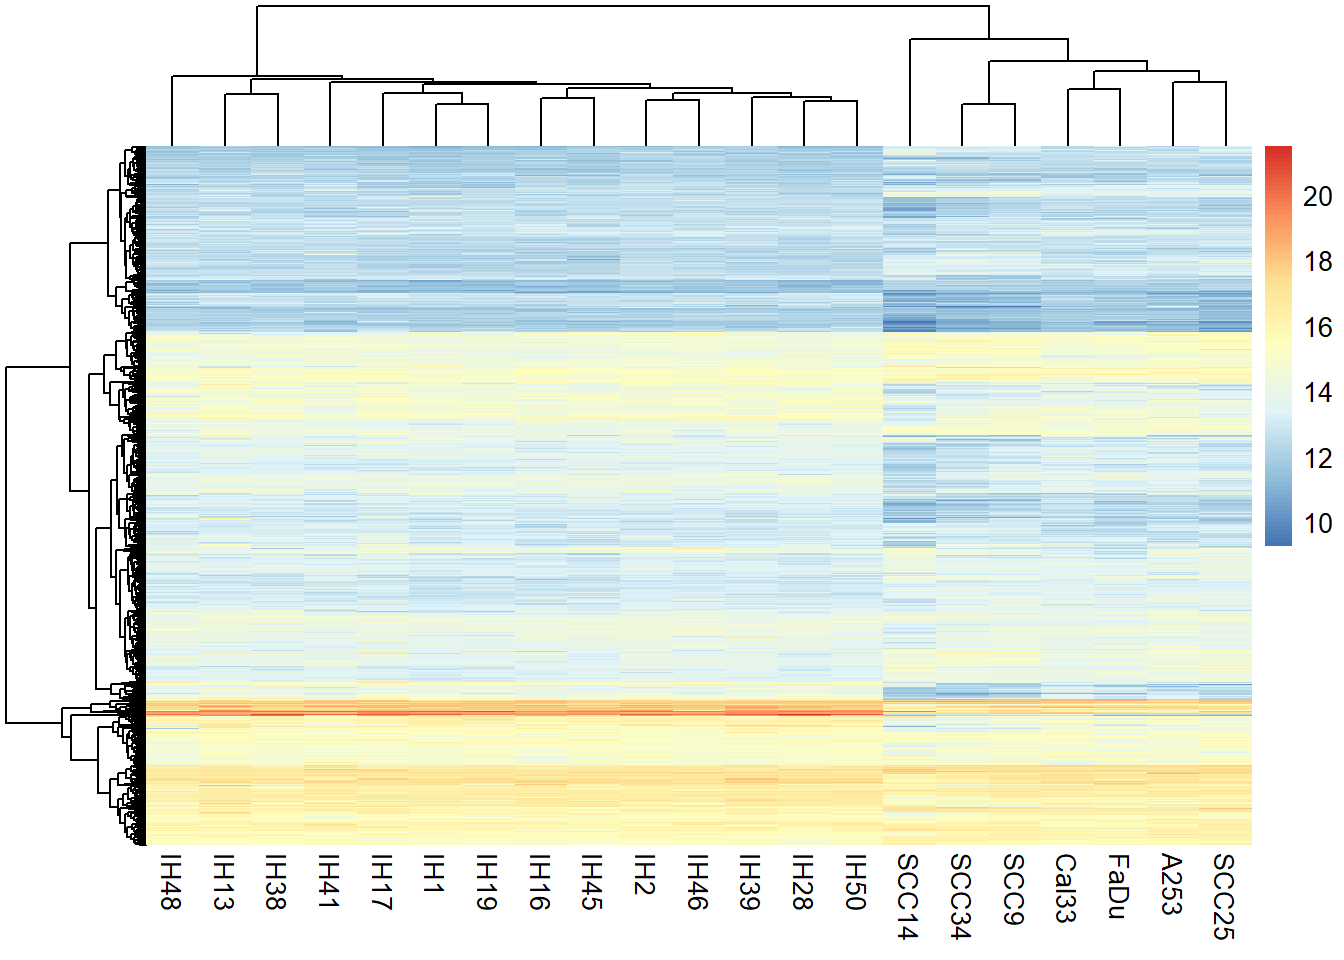 20
18
16
14
12
10
IH48
IH13
IH38
IH41
IH17
IH1
IH19
IH16
IH45
IH2
IH46
IH39
IH28
IH50
SCC14
SCC34
SCC9
Cal33
FaDu
A253
SCC25